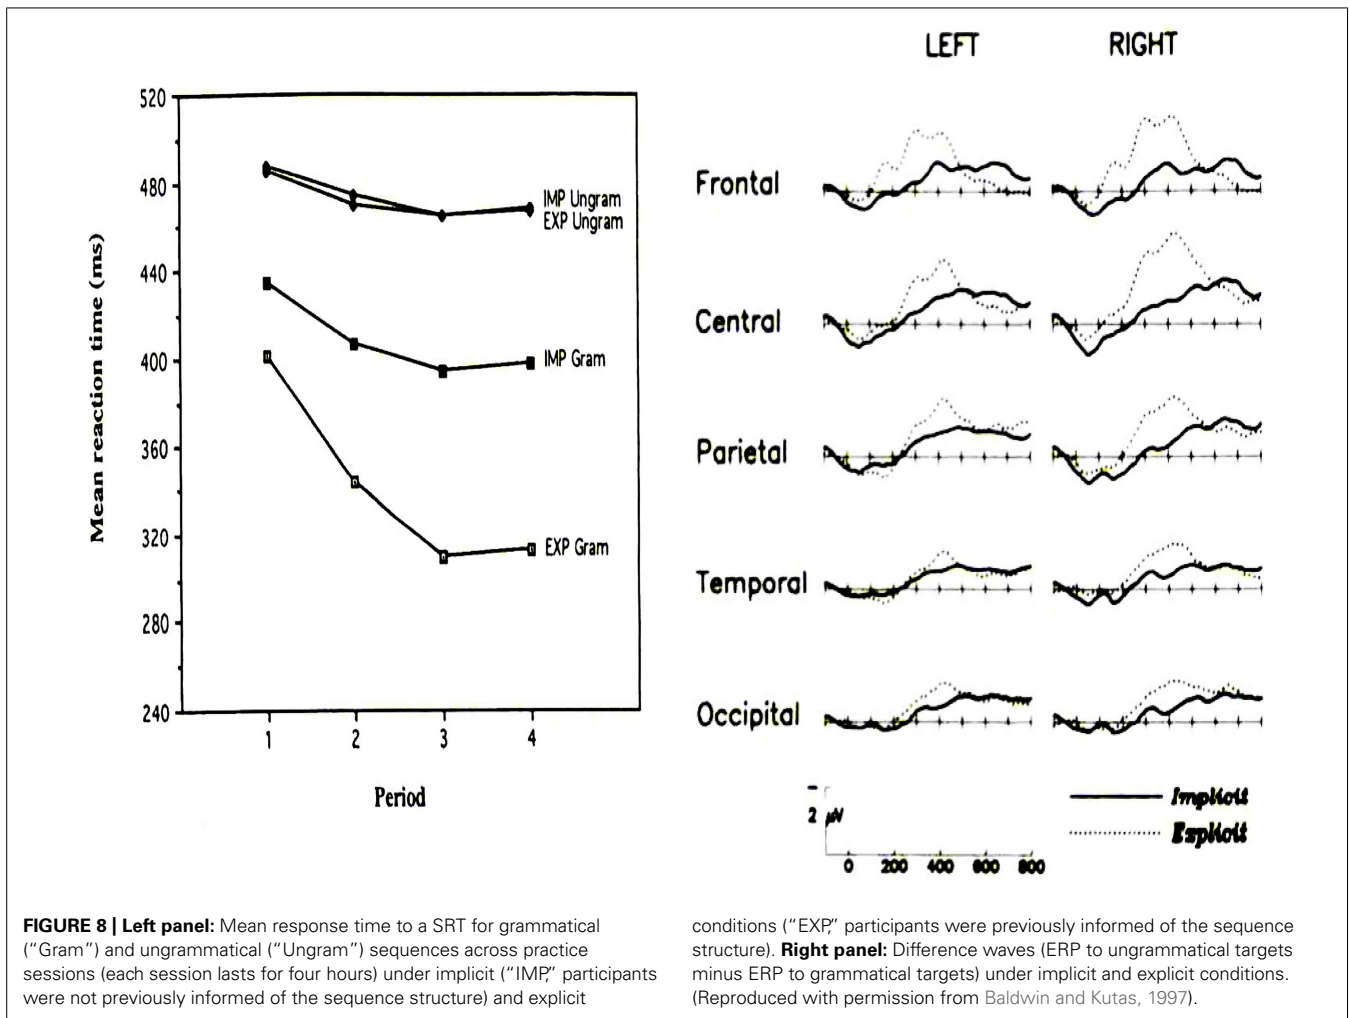 520
480
440
400
360
320
280
240
Mean reaction time (ms)
IMP Ungram
EXP Ungram
IMP Gram
EXP Gram
1 2 3 4
Period
LEFT RIGHT
Frontal
Central
Parietal
Temporal
Occipital
–
2 µV
0 200 400 600 800
Implicit
Explicit
FIGURE 8 | Left panel: Mean response time to a SRT for grammatical
("Gram") and ungrammatical ("Ungram") sequences across practice
sessions (each session lasts for four hours) under implicit ("IMP," participants
were not previously informed of the sequence structure) and explicit
conditions ("EXP," participants were previously informed of the sequence
structure). Right panel: Difference waves (ERP to ungrammatical targets
minus ERP to grammatical targets) under implicit and explicit conditions.
(Reproduced with permission from Baldwin and Kutas, 1997).